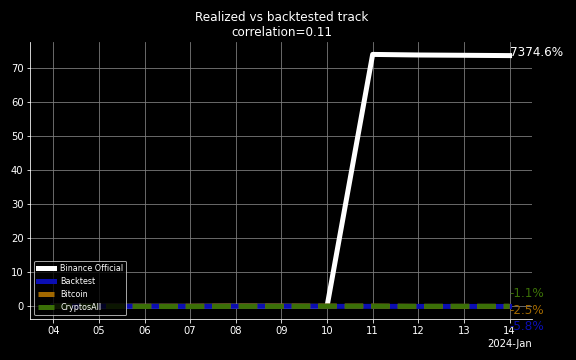 Realized vs backtested track
correlation=0.11
7374.6%
70
60
50
40
30
20
10
0
Binance Official
Backtest
Bitcoin
CryptosAll
-1.1%
-2.5%
-5.8%
04 05 06 07 08 09 10 11 12 13 14
2024-Jan